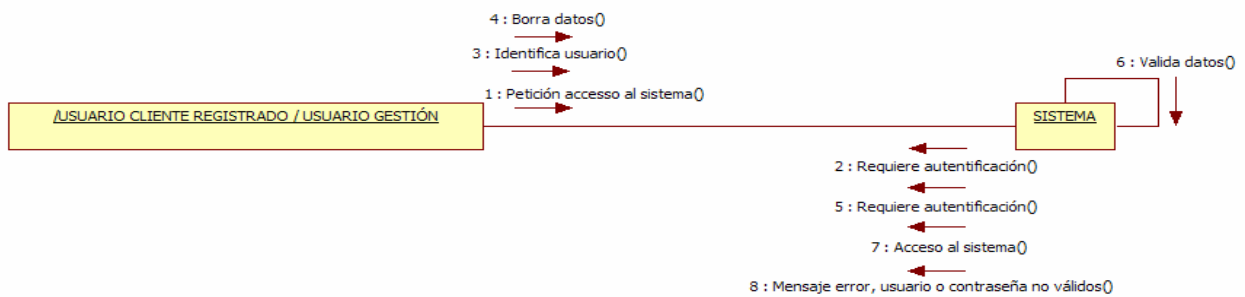 4 : Borra datos()
3 : Identifica usuario()
6 : Valida datos()
1 : Petición accesso al sistema()
/USUARIO CLIENTE REGISTRADO / USUARIO GESTIÓN
SISTEMA
2 : Requiere autentificación()
5 : Requiere autentificación()
7 : Acceso al sistema()
8 : Mensaje error, usuario o contraseña no válidos()